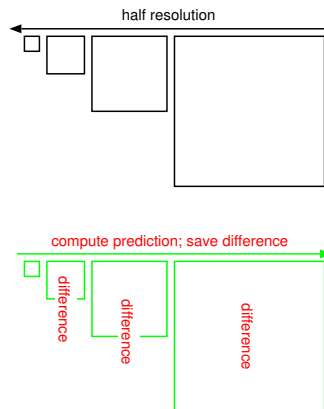 half resolution
compute prediction; save difference
difference
difference
difference